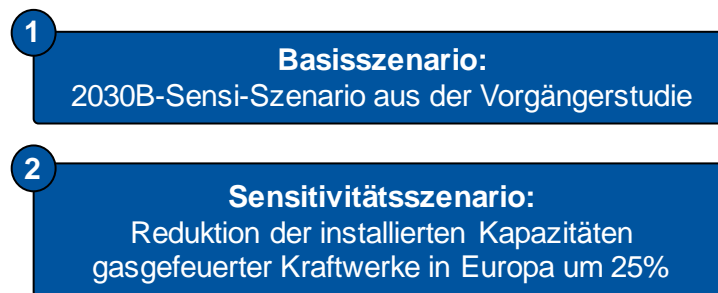 1
Basisszenario:
2030B-Sensi-Szenario aus der Vorgängerstudie
2
Sensitivitätsszenario:
Reduktion der installierten Kapazitäten
gasgefeuerter Kraftwerke in Europa um 25%